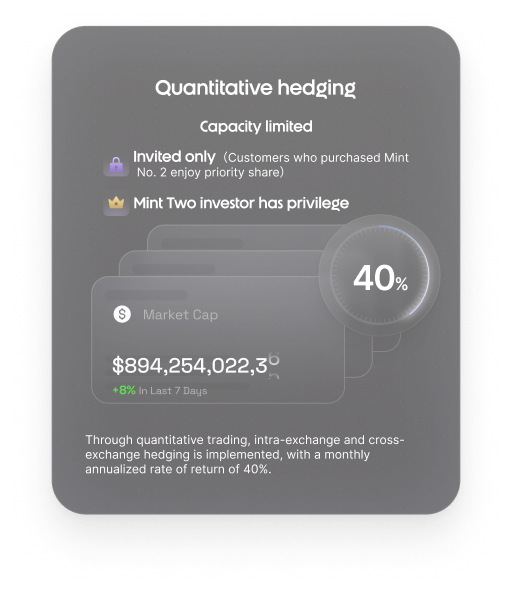 Quantitative hedging
Capacity limited
Invited only（Customers who purchased Mint
No. 2 enjoy priority share）
Mint Two investor has privilege
40%
Market Cap
$894,254,022,3
+8% In Last 7 Days
Through quantitative trading, intra-exchange and cross-
exchange hedging is implemented, with a monthly
annualized rate of return of 40%.